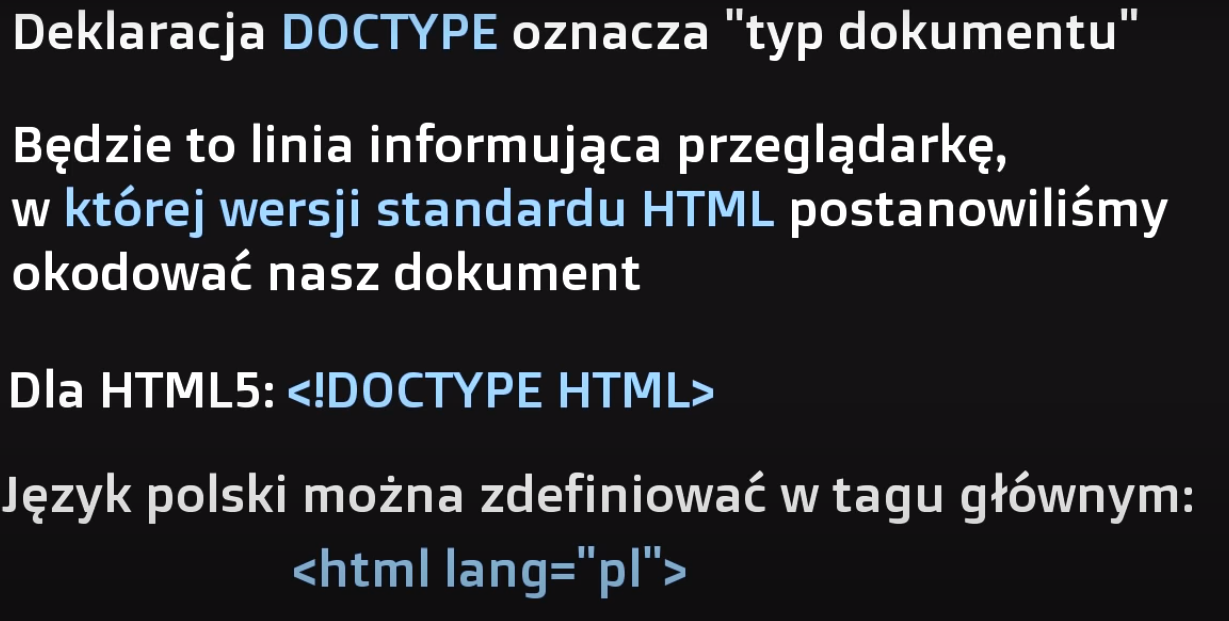 Deklaracja DOCTYPE oznacza "typ dokumentu"
Będzie to linia informująca przeglądarkę,
w której wersji standardu HTML postanowiliśmy
okodować nasz dokument
Dla HTML5: <!DOCTYPE HTML>
Język polski można zdefiniować w tagu głównym:
<html lang="pl">